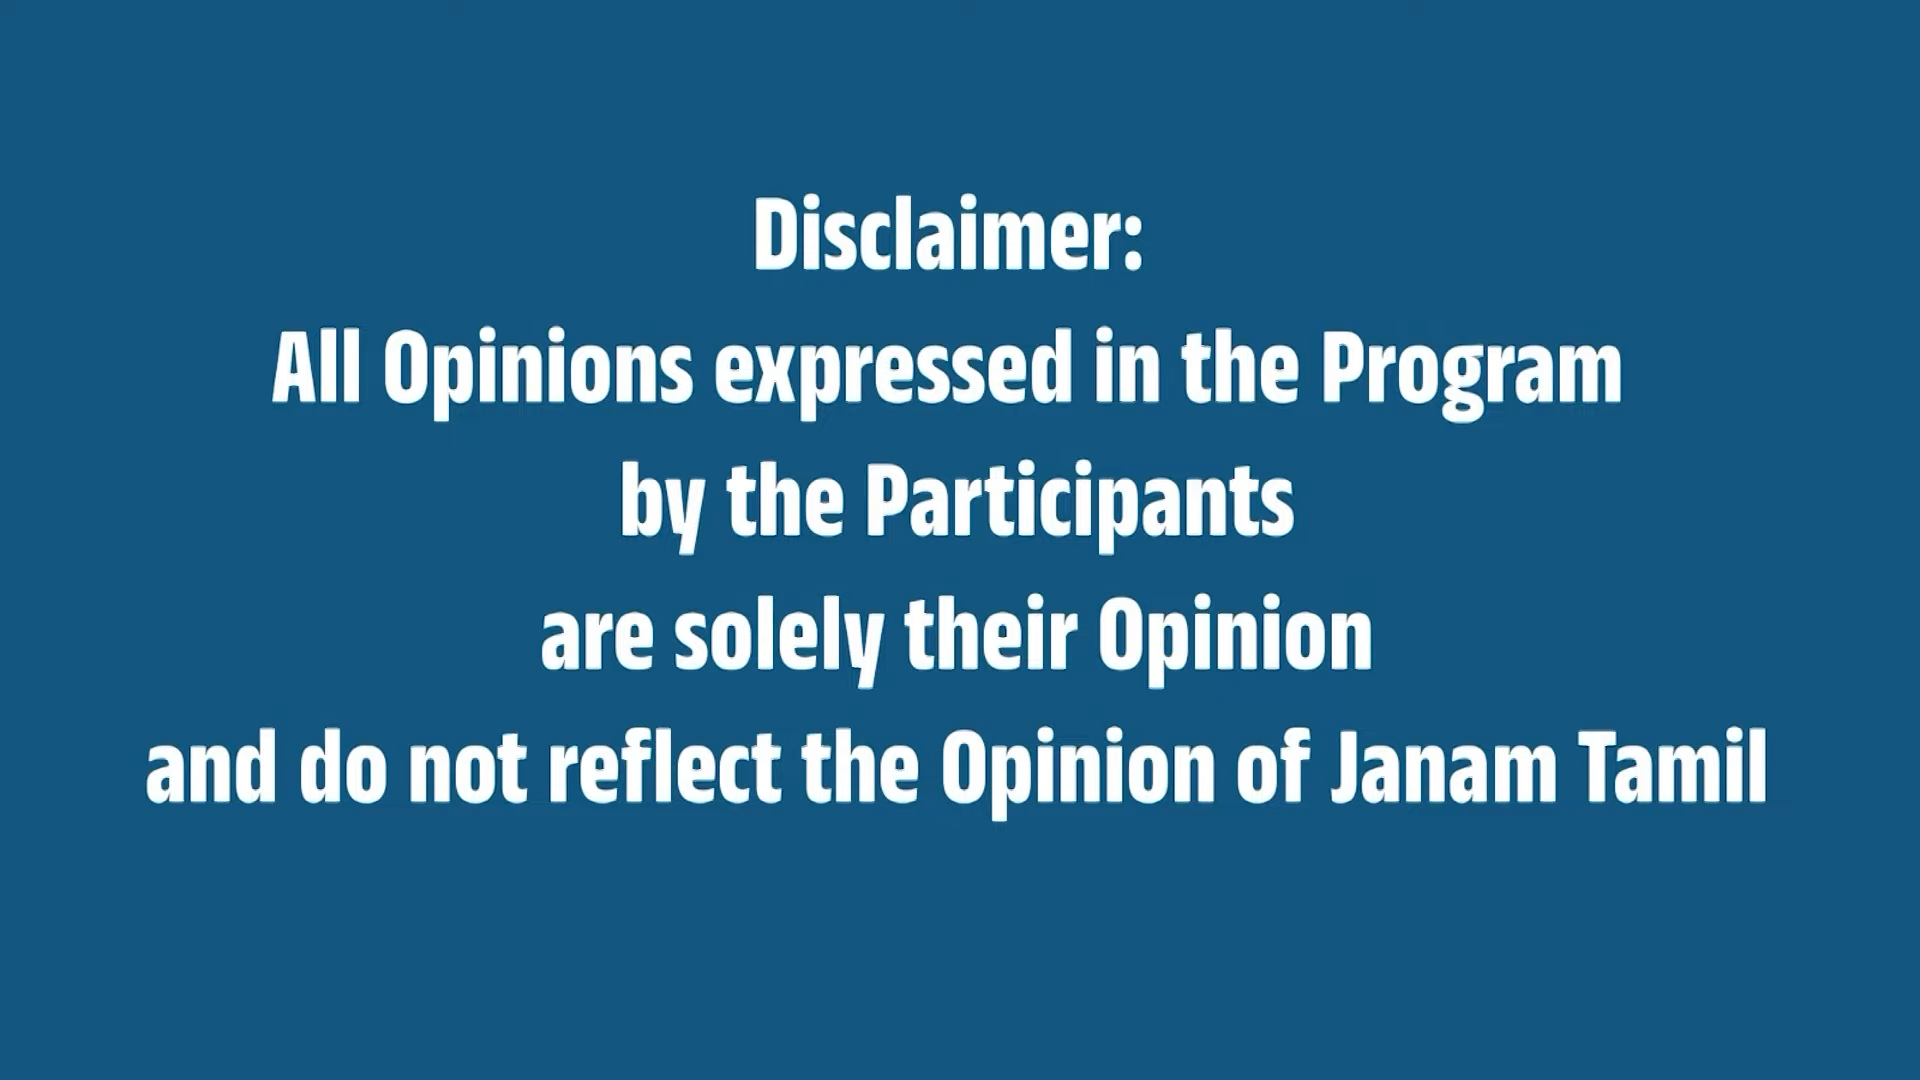 Disclaimer:
All Opinions expressed in the Program
by the Participants
are solely their Opinion
and do not reflect the Opinion of Janam Tamil